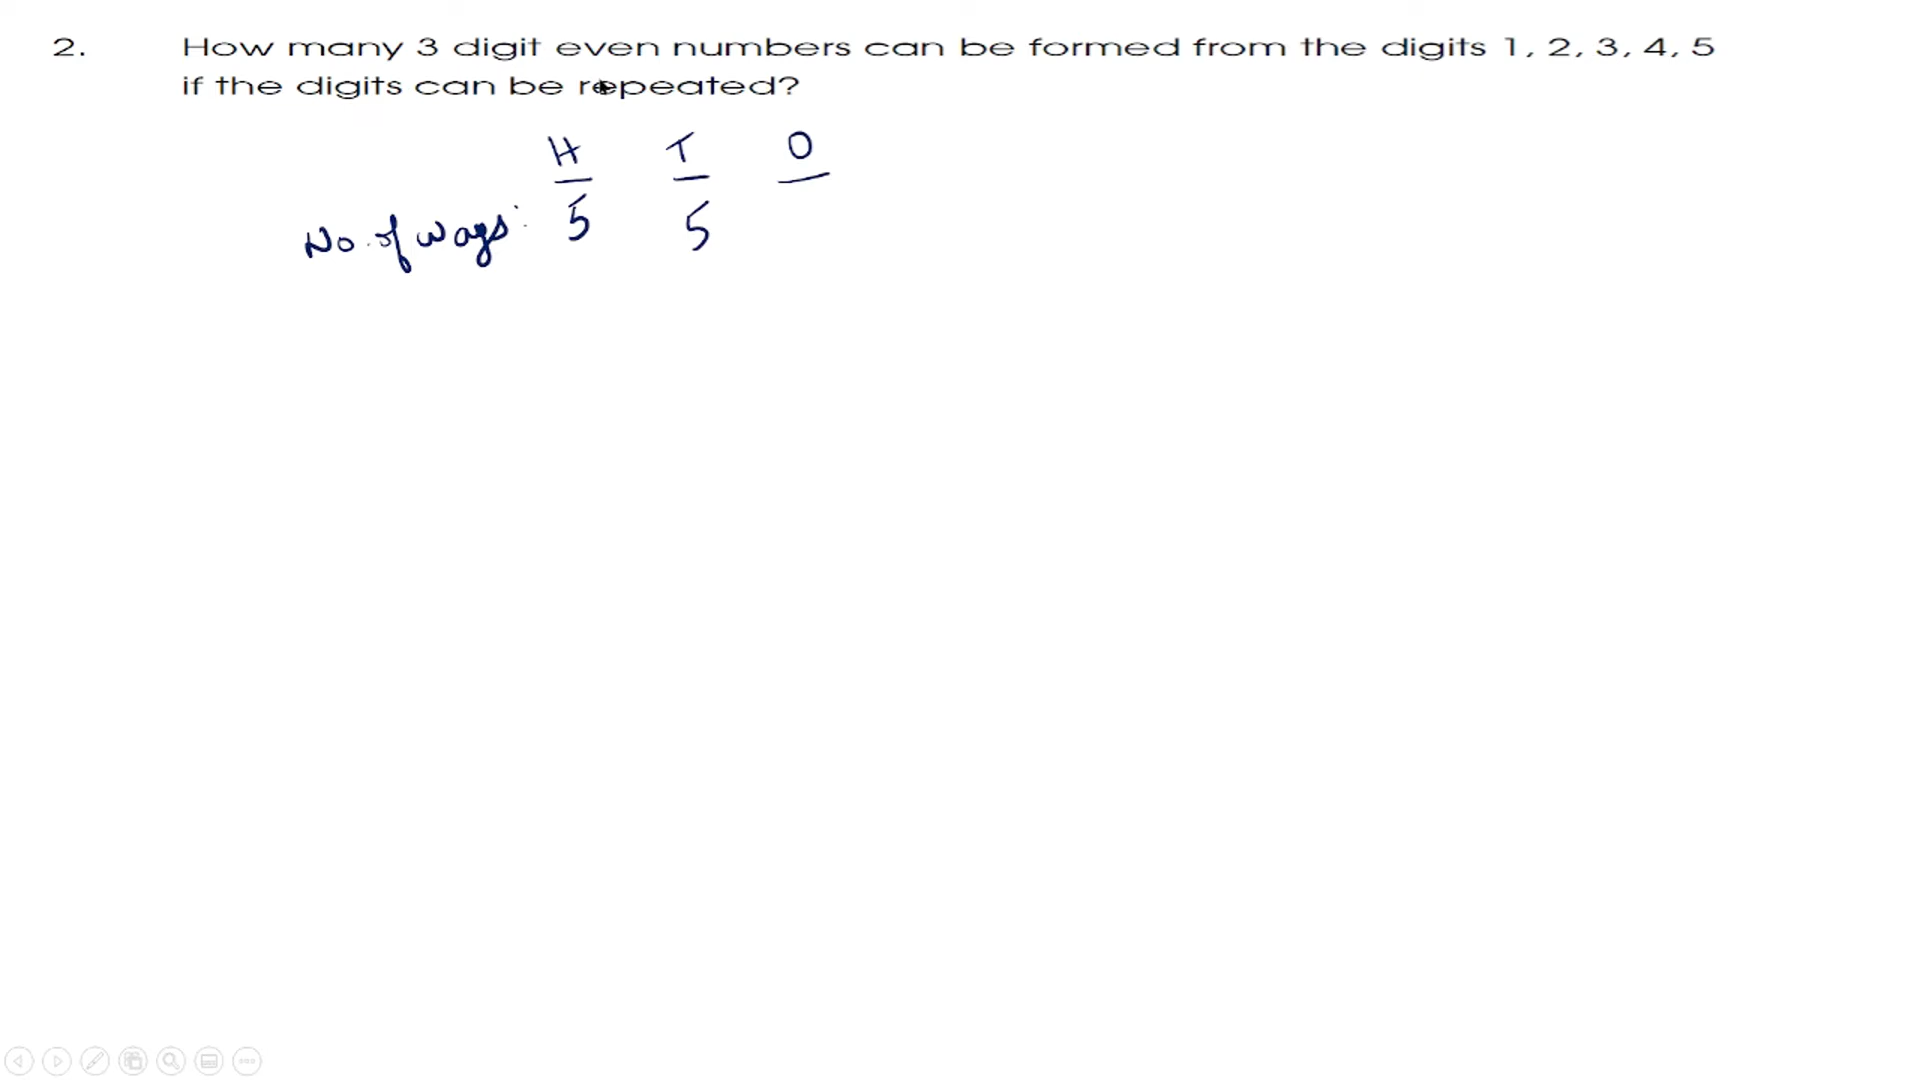 2. How many 3 digit even numbers can be formed from the digits 1, 2, 3, 4, 5
if the digits can be repeated?
H T O
No. of ways: 5 5